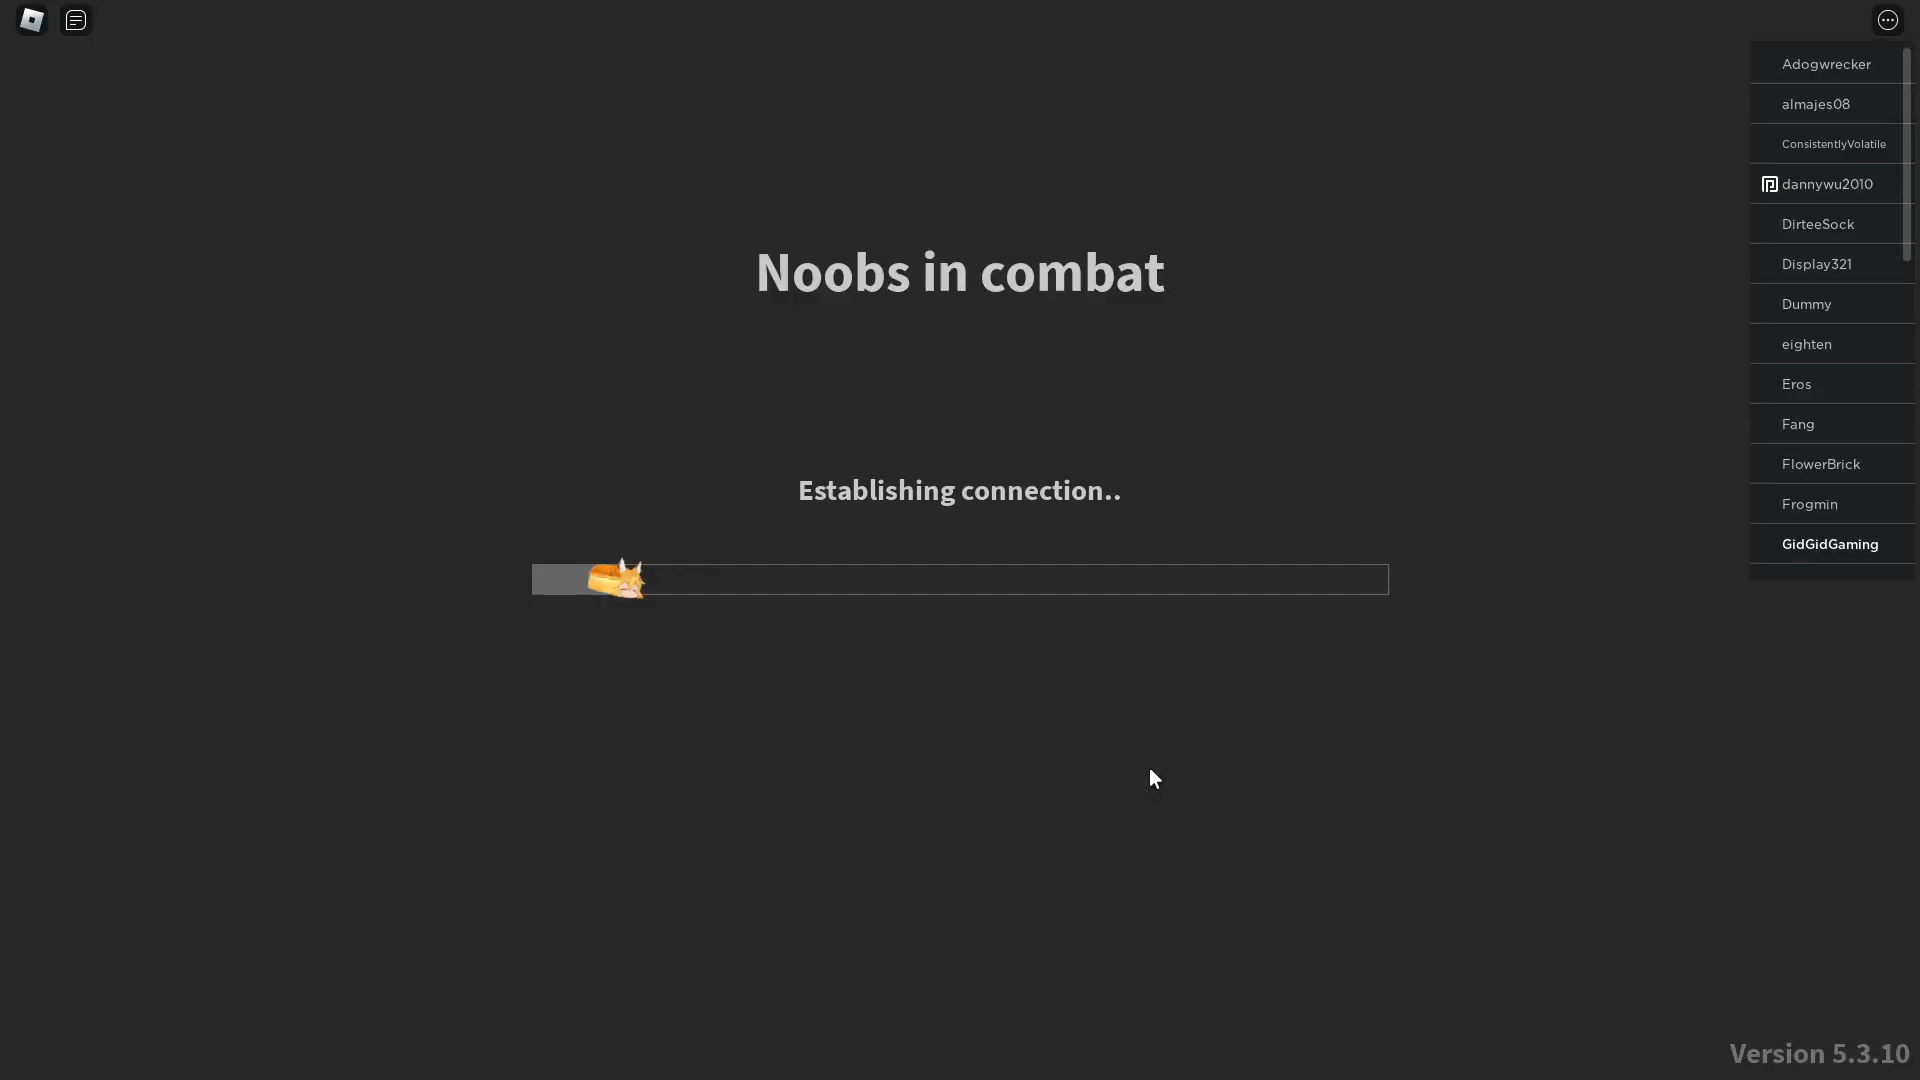 Adogwrecker
almajes08
ConsistentlyVolatile
dannywu2010
DirteeSock
Display321
Dummy
eighten
Eros
Fang
FlowerBrick
Frogmin
GidGidGaming
Noobs in combat
Establishing connection..
Version 5.3.10